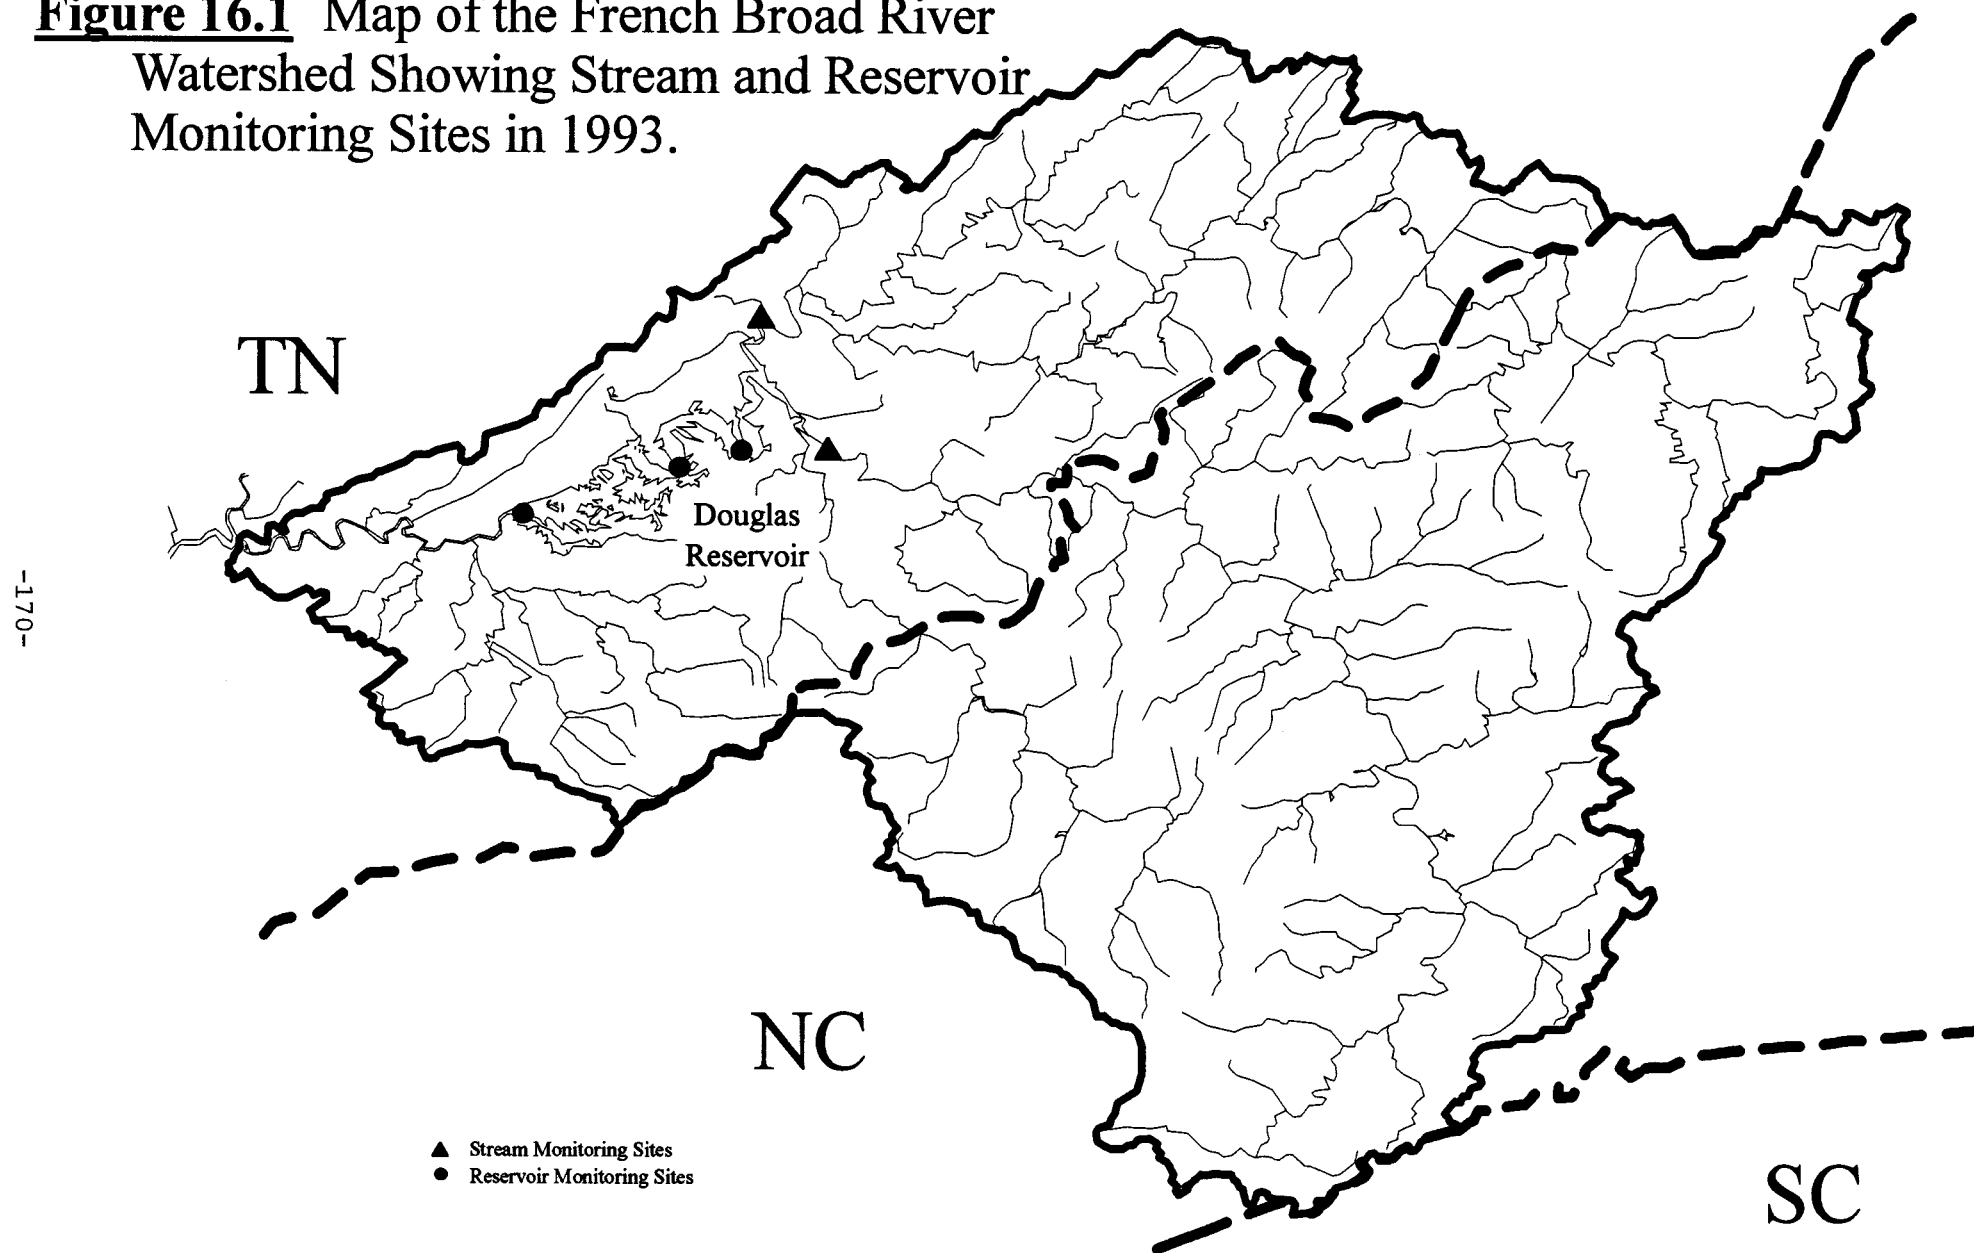 Figure 16.1 Map of the French Broad River
Watershed Showing Stream and Reservoir
Monitoring Sites in 1993.
TN
Douglas
Reservoir
-170-
NC
Stream Monitoring Sites
Reservoir Monitoring Sites
SC